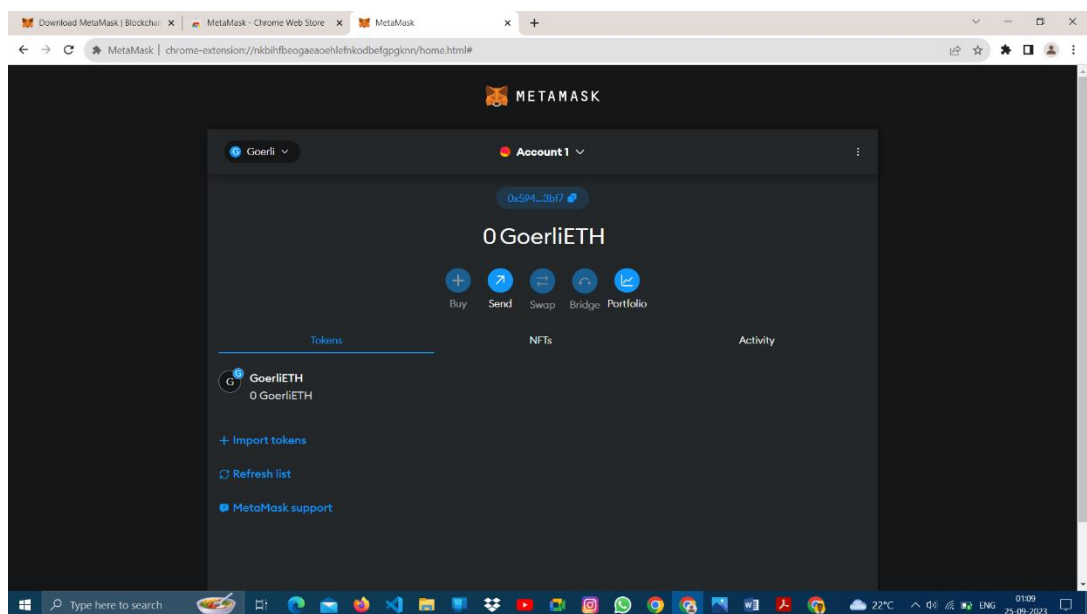 Download MetaMask | Blockchai
MetaMask - Chrome Web Store
MetaMask
MetaMask | chrome-extension://nkbihfbeogaeaoehlefnkodbefgpgknn/home.html#
METAMASK
G Goerli
Account 1
0x594...3bf7
0 GoerliETH
Buy Send Swap Bridge Portfolio
Tokens NFTs Activity
G G GoerliETH
0 GoerliETH
+ Import tokens
Refresh list
MetaMask support
Type here to search
22°C
ENG
01:09
25-09-2023